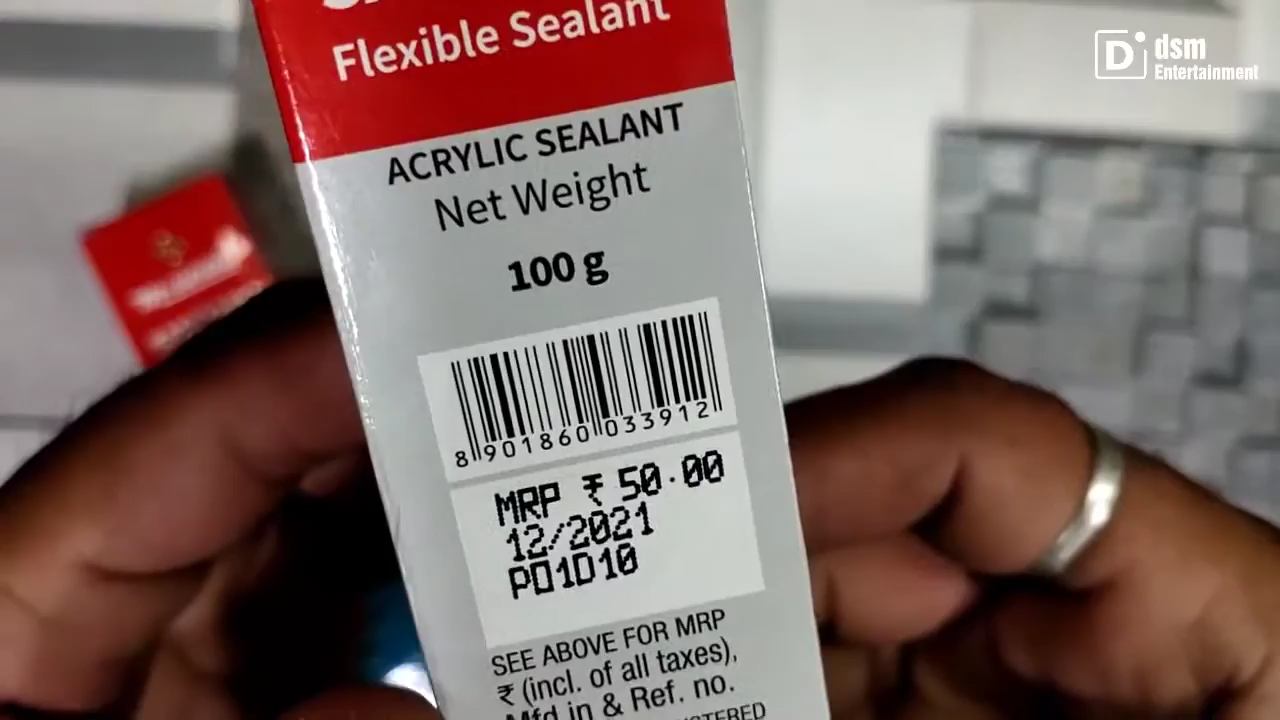 Flexible Sealant
ACRYLIC SEALANT
Net Weight
100 g
8 901860 033912
MRP ₹ 50.00
12/2021
PD1D10
SEE ABOVE FOR MRP
₹ (incl. of all taxes),
Mfd in & Ref. no.
dsm
Entertainment